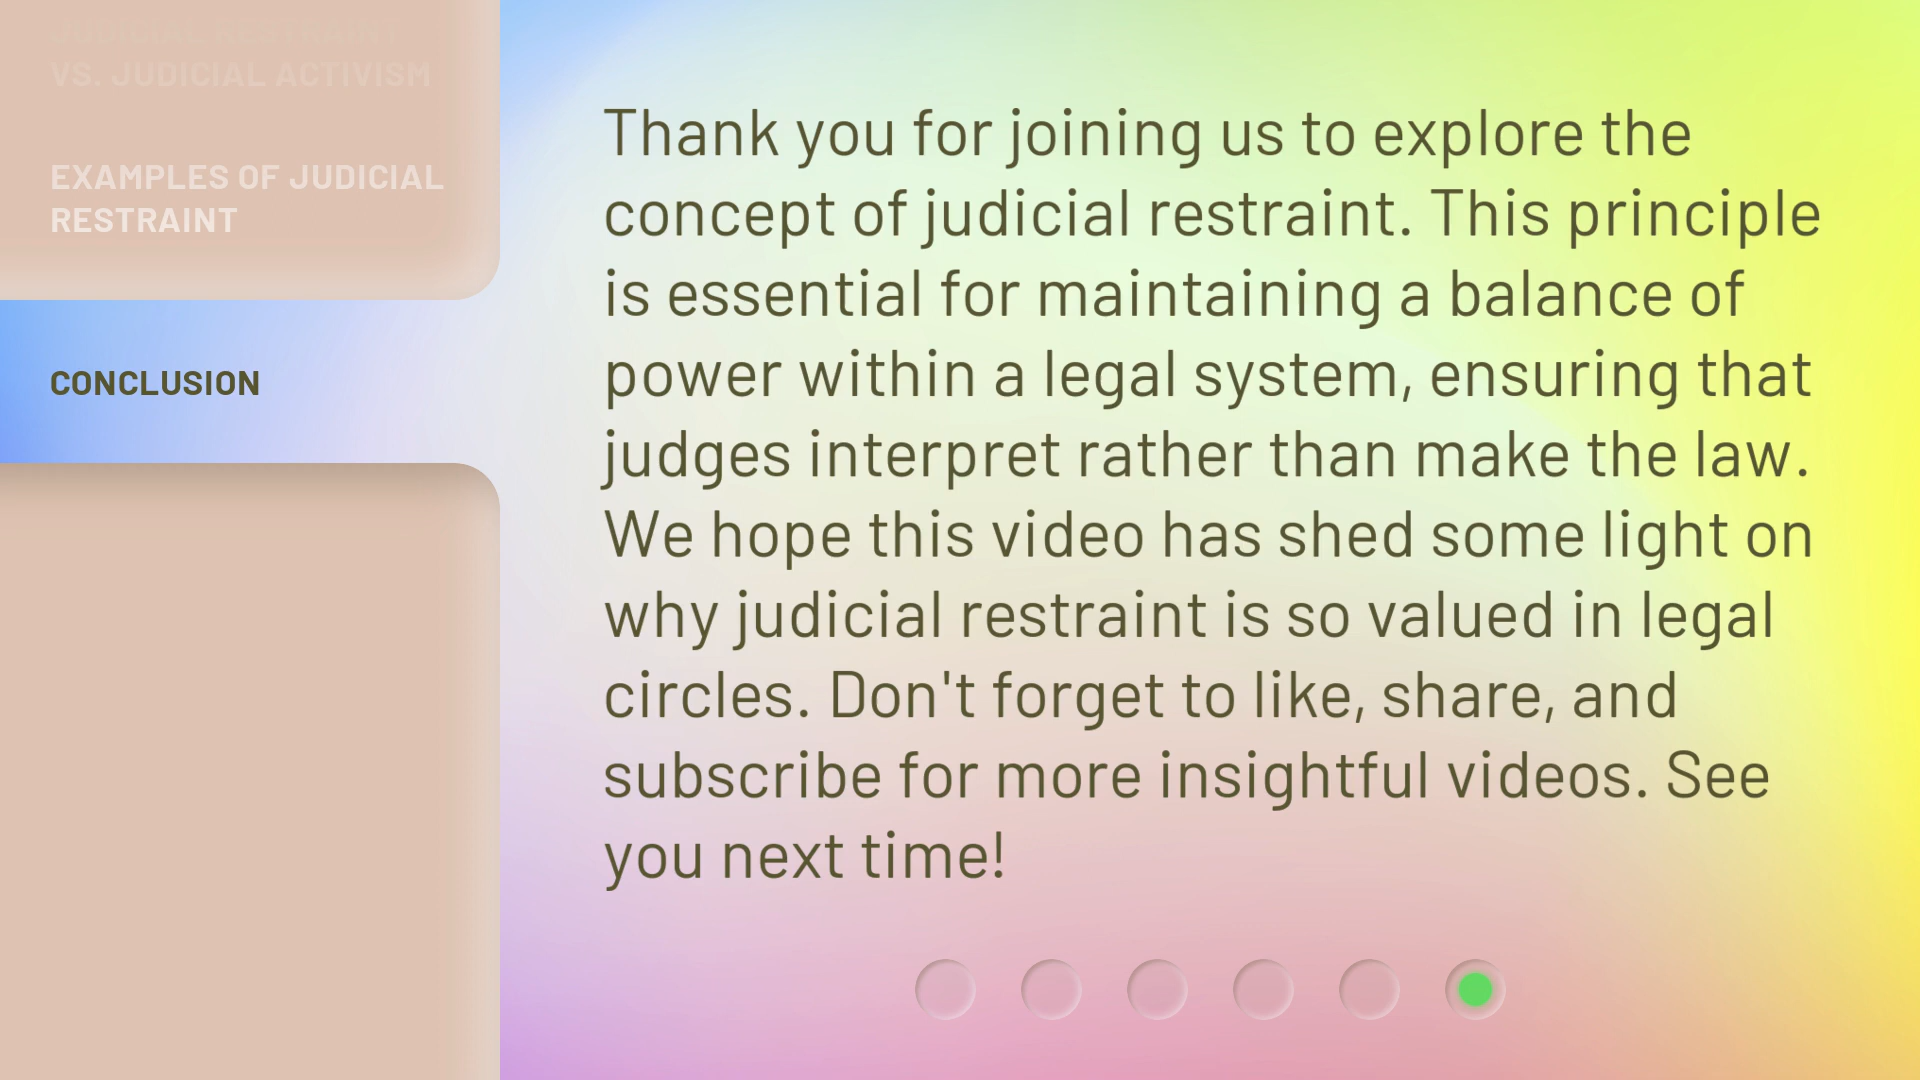 JUDICIAL RESTRAINT
VS. JUDICIAL ACTIVISM
EXAMPLES OF JUDICIAL
RESTRAINT
CONCLUSION
Thank you for joining us to explore the
concept of judicial restraint. This principle
is essential for maintaining a balance of
power within a legal system, ensuring that
judges interpret rather than make the law.
We hope this video has shed some light on
why judicial restraint is so valued in legal
circles. Don't forget to like, share, and
subscribe for more insightful videos. See
you next time!